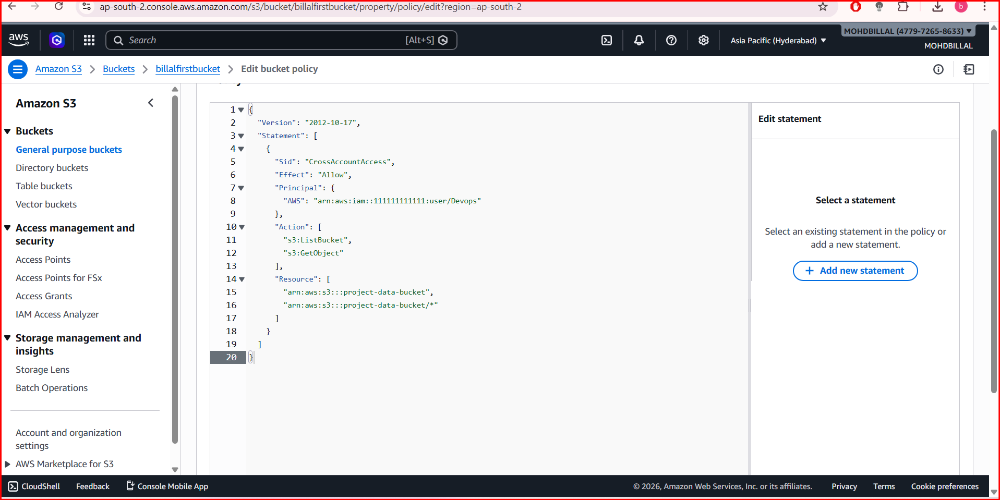 ap-south-2.console.aws.amazon.com/s3/bucket/billalfirstbucket/property/policy/edit?region=ap-south-2
b
aws
Search
[Alt+S]
Asia Pacific (Hyderabad)
MOHDBILLAL (4779-7265-8633)
MOHDBILLAL
Amazon S3
Buckets
billalfirstbucket
Edit bucket policy
Amazon S3
Buckets
General purpose buckets
Directory buckets
Table buckets
Vector buckets
Access management and
security
Access Points
Access Points for FSx
Access Grants
IAM Access Analyzer
Storage management and
insights
Storage Lens
Batch Operations
Account and organization
settings
AWS Marketplace for S3
1 {
2 "Version": "2012-10-17",
3 "Statement": [
4 {
5 "Sid": "CrossAccountAccess",
6 "Effect": "Allow",
7 "Principal": {
8 "AWS": "arn:aws:iam::111111111111:user/Devops"
9 },
10 "Action": [
11 "s3:ListBucket",
12 "s3:GetObject"
13 ],
14 "Resource": [
15 "arn:aws:s3:::project-data-bucket",
16 "arn:aws:s3:::project-data-bucket/*"
17 ]
18 }
19 ]
20 }
Edit statement
Select a statement
Select an existing statement in the policy or
add a new statement.
+ Add new statement
CloudShell
Feedback
Console Mobile App
© 2026, Amazon Web Services, Inc. or its affiliates.
Privacy
Terms
Cookie preferences